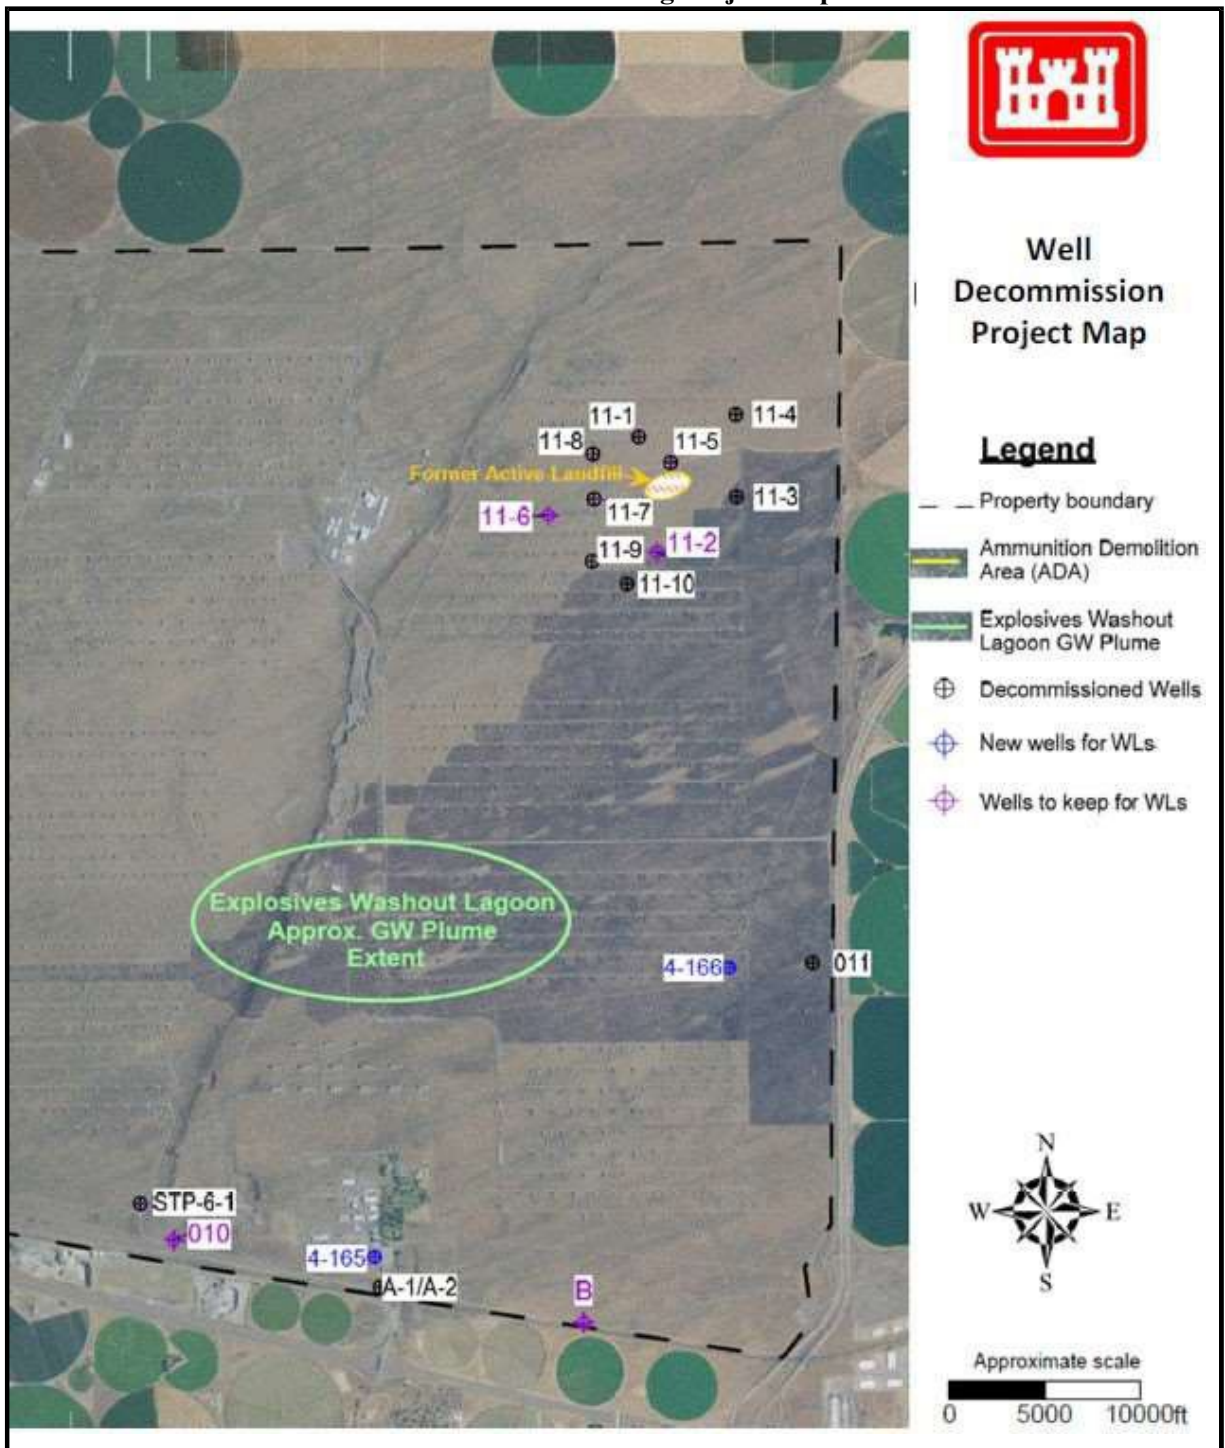 Well
Decommission
Project Map
11-1
11-4
11-8
11-5
Former Active Landfill
11-3
11-6
11-7
11-9
11-2
11-10
Legend
Property boundary
Ammunition Demolition
Area (ADA)
Explosives Washout
Lagoon GW Plume
Decommissioned Wells
New wells for WLs
Wells to keep for WLs
Explosives Washout Lagoon
Approx. GW Plume
Extent
4-166
011
STP-6-1
010
4-165
A-1/A-2
B
N
W
E
S
Approximate scale
0 5000 10000ft